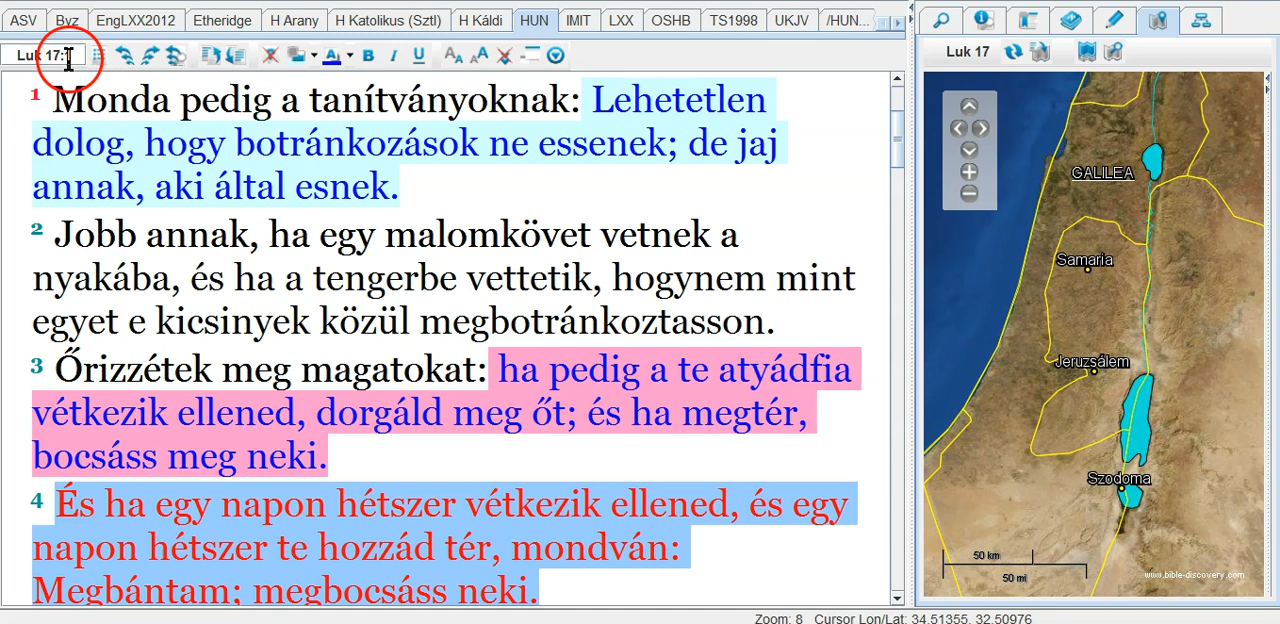 ASV Byz EngLXX2012 Etheridge H Arany H Katolikus (Sztl) H Káldi HUN IMIT LXX OSHB TS1998 UKJV /HUN...
Luk 17:1
B I U A A A A
Luk 17
1 Monda pedig a tanítványoknak: Lehetetlen
dolog, hogy botránkozások ne essenek; de jaj
annak, aki által esnek.
2 Jobb annak, ha egy malomkövet vetnek a
nyakába, és ha a tengerbe vettetik, hogynem mint
egyet e kicsinyek közül megbotránkoztasson.
3 Őrizzétek meg magatokat: ha pedig a te atyádfia
vétkezik ellened, dorgáld meg őt; és ha megtér,
bocsáss meg neki.
4 És ha egy napon hétszer vétkezik ellened, és egy
napon hétszer te hozzád tér, mondván:
Megbántam; megbocsáss neki.
GALILEA
Samaria
Jeruzsálem
Szodoma
50 km
50 mi
www.bible-discovery.com
Zoom: 8 Cursor Lon/Lat: 34.51355, 32.50976